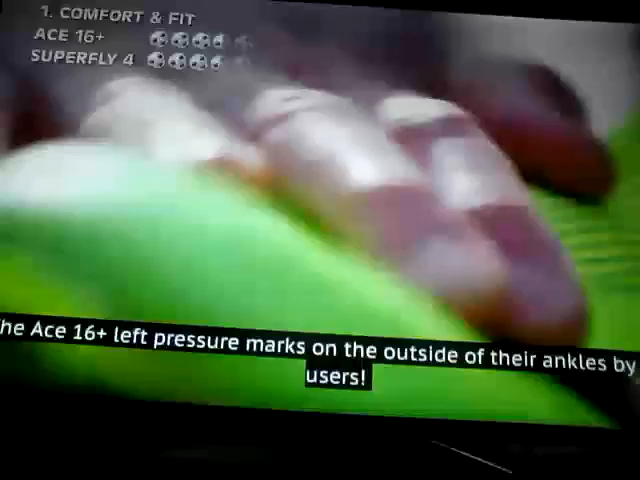 1. COMFORT & FIT
ACE 16+
SUPERFLY 4
he Ace 16+ left pressure marks on the outside of their ankles by
users!